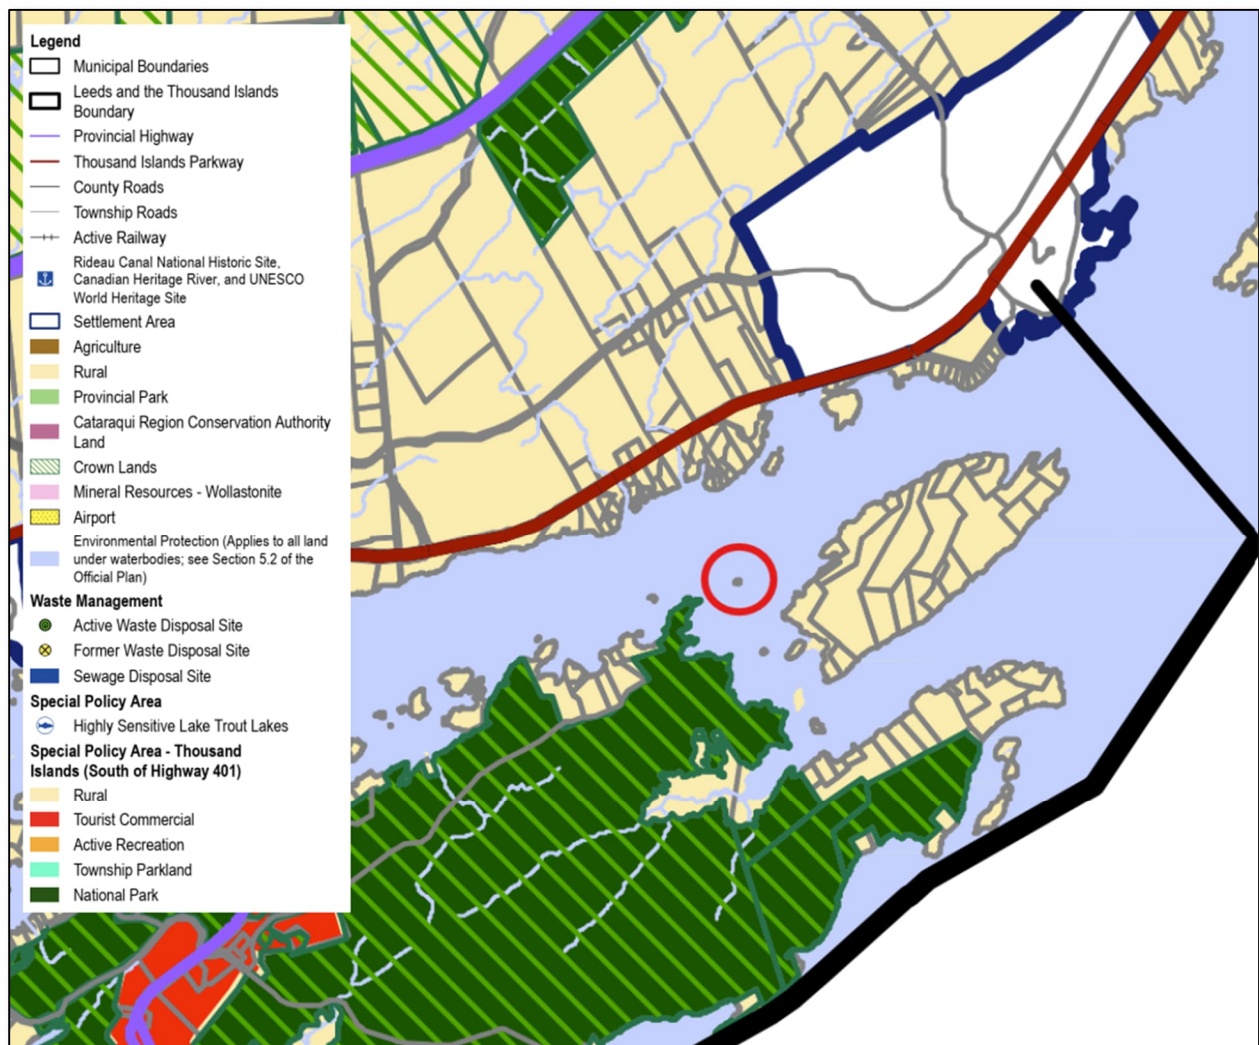 Legend
Municipal Boundaries
Leeds and the Thousand Islands
Boundary
Provincial Highway
Thousand Islands Parkway
County Roads
Township Roads
Active Railway
Rideau Canal National Historic Site,
Canadian Heritage River, and UNESCO
World Heritage Site
Settlement Area
Agriculture
Rural
Provincial Park
Cataraqui Region Conservation Authority
Land
Crown Lands
Mineral Resources - Wollastonite
Airport
Environmental Protection (Applies to all land
under waterbodies; see Section 5.2 of the
Official Plan)
Waste Management
Active Waste Disposal Site
Former Waste Disposal Site
Sewage Disposal Site
Special Policy Area
Highly Sensitive Lake Trout Lakes
Special Policy Area - Thousand
Islands (South of Highway 401)
Rural
Tourist Commercial
Active Recreation
Township Parkland
National Park